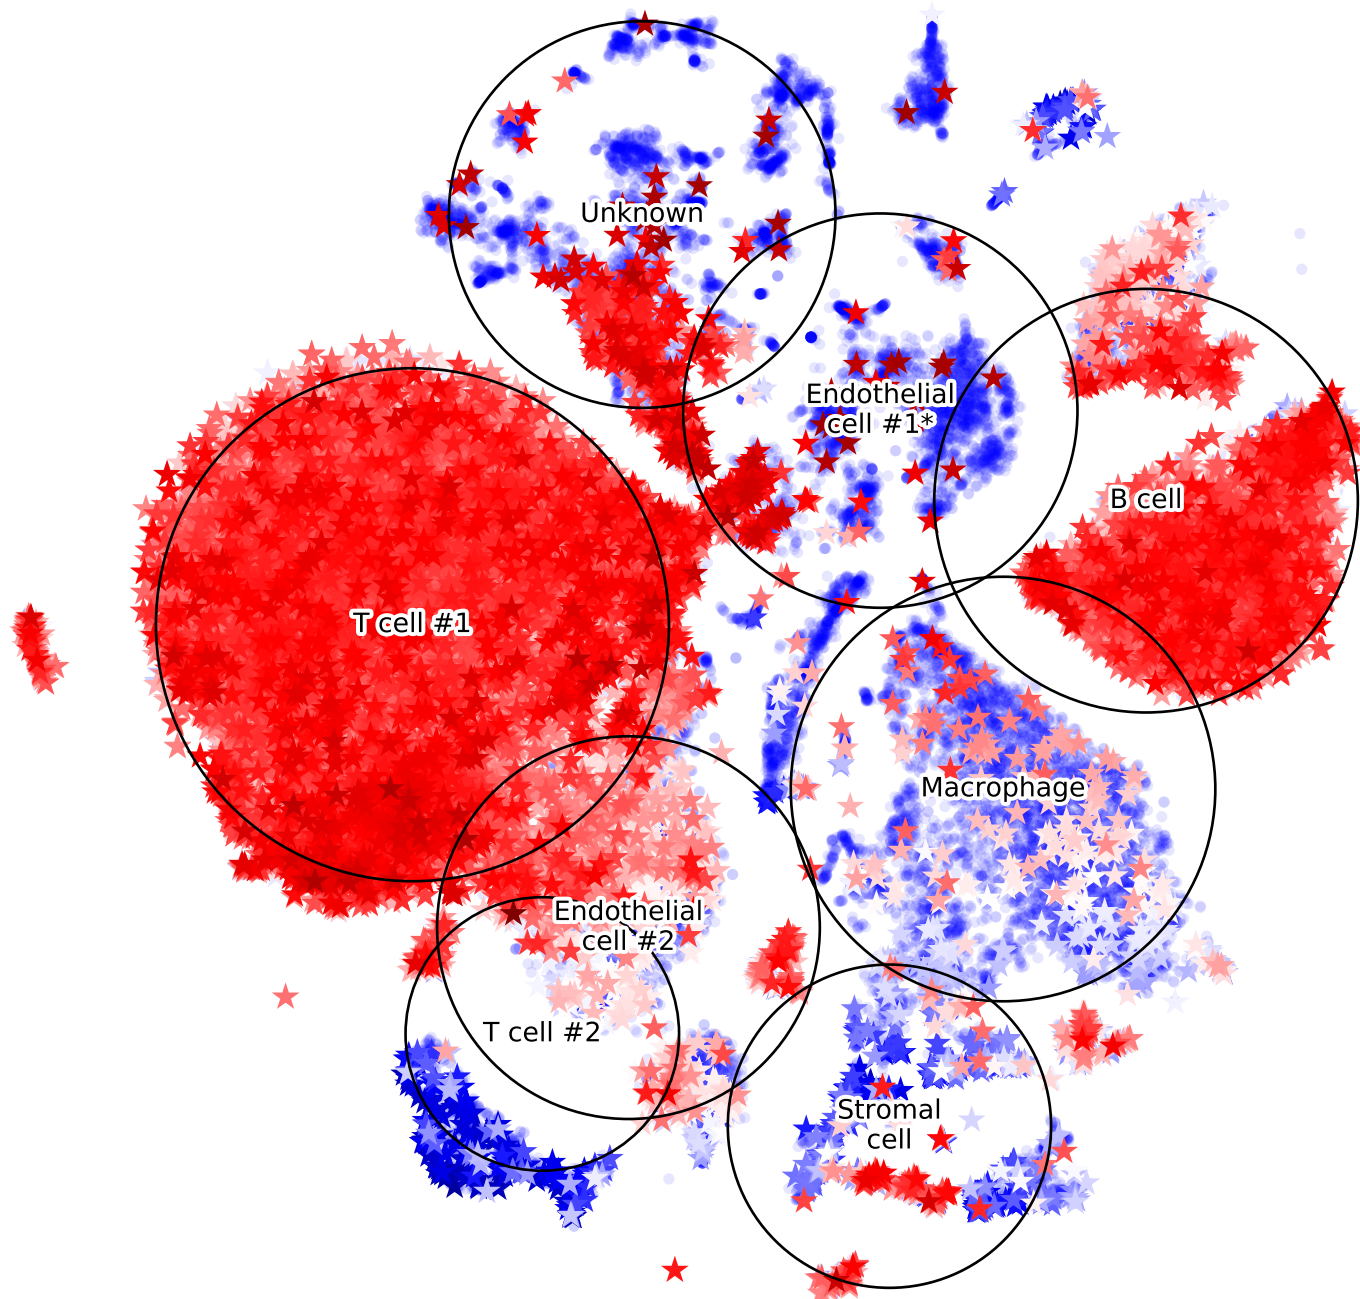 Unknown
Endothelial
cell #1*
B cell
T cell #1
Macrophage
Endothelial
cell #2
T cell #2
Stromal
cell